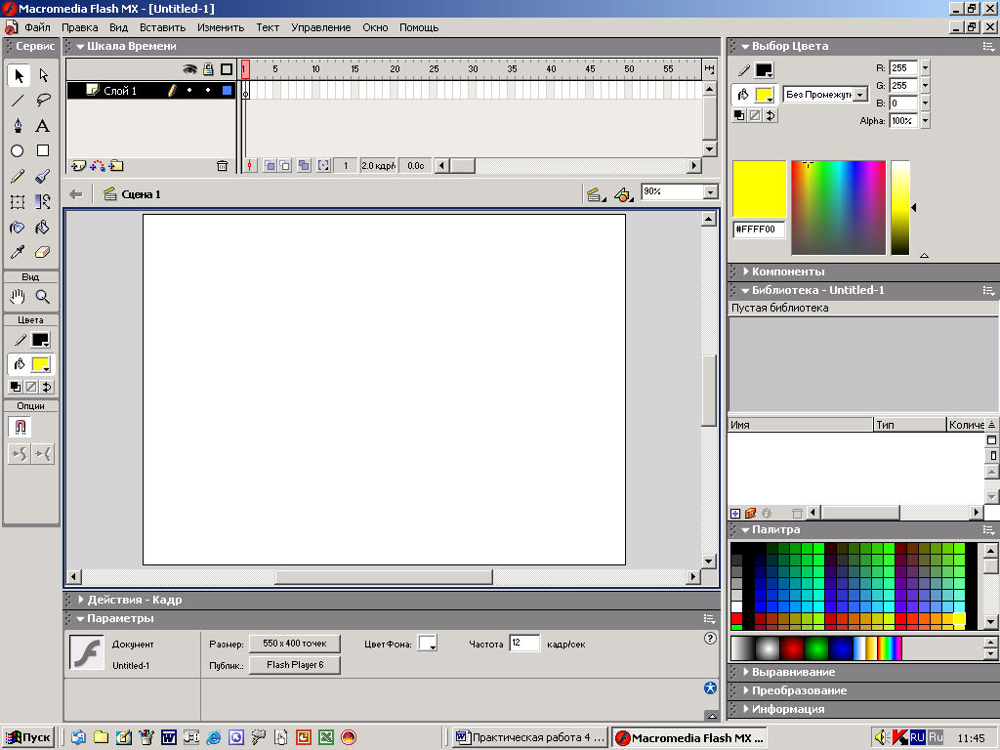 Macromedia Flash MX - [Untitled-1]
Файл Правка Вид Вставить Изменить Тект Управление Окно Помощь
Сервис
Шкала Времени
1 5 10 15 20 25 30 35 40 45 50 55
Слой 1
1 2.0 кдр/ 0.0с
Сцена 1
90%
Вид
Цвета
Опции
Выбор Цвета
R: 255
G: 255
Без Промежутк
B: 0
Alpha: 100%
#FFFF00
Компоненты
Библиотека - Untitled-1
Пустая библиотека
Имя Тип Количе
Палитра
Выравнивание
Преобразование
Информация
Действия - Кадр
Параметры
Документ
Размер: 550 x 400 точек
Цвет Фона:
Частота 12 кадр/сек
Untitled-1
Публик.: Flash Player 6
Пуск
Практическая работа 4 ...
Macromedia Flash MX ...
RU Ru 11:45